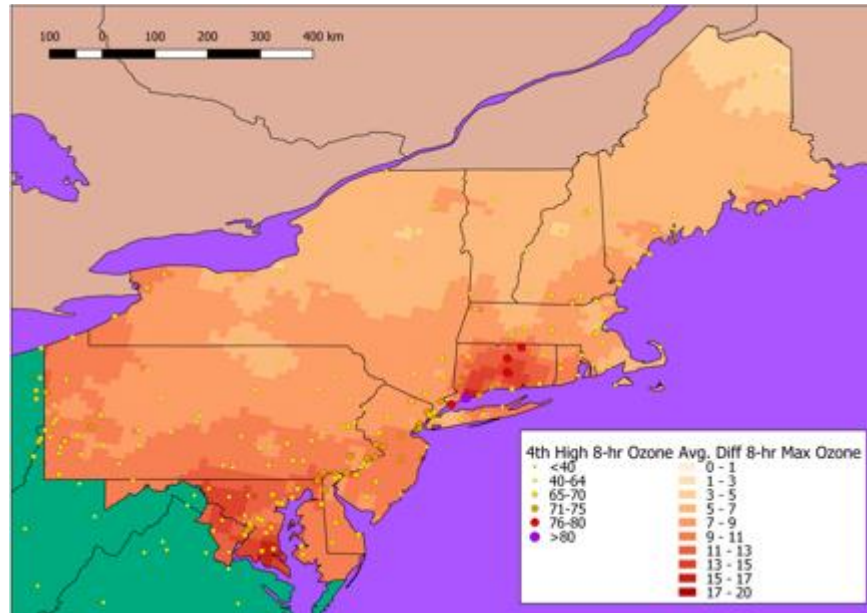 100 0 100 200 300 400 km
4th High 8-hr Ozone Avg. Diff 8-hr Max Ozone
<40 0 - 1
40-64 1 - 3
65-70 3 - 5
71-75 5 - 7
76-80 7 - 9
>80 9 - 11
11 - 13
13 - 15
15 - 17
17 - 20